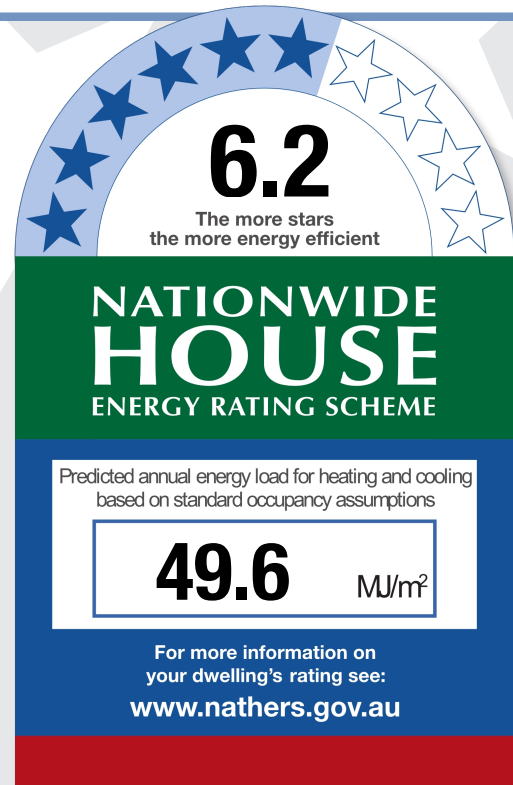 6.2
The more stars
the more energy efficient
NATIONWIDE
HOUSE
ENERGY RATING SCHEME
Predicted annual energy load for heating and cooling
based on standard occupancy assumptions
49.6 MJ/m²
For more information on
your dwelling's rating see:
www.nathers.gov.au